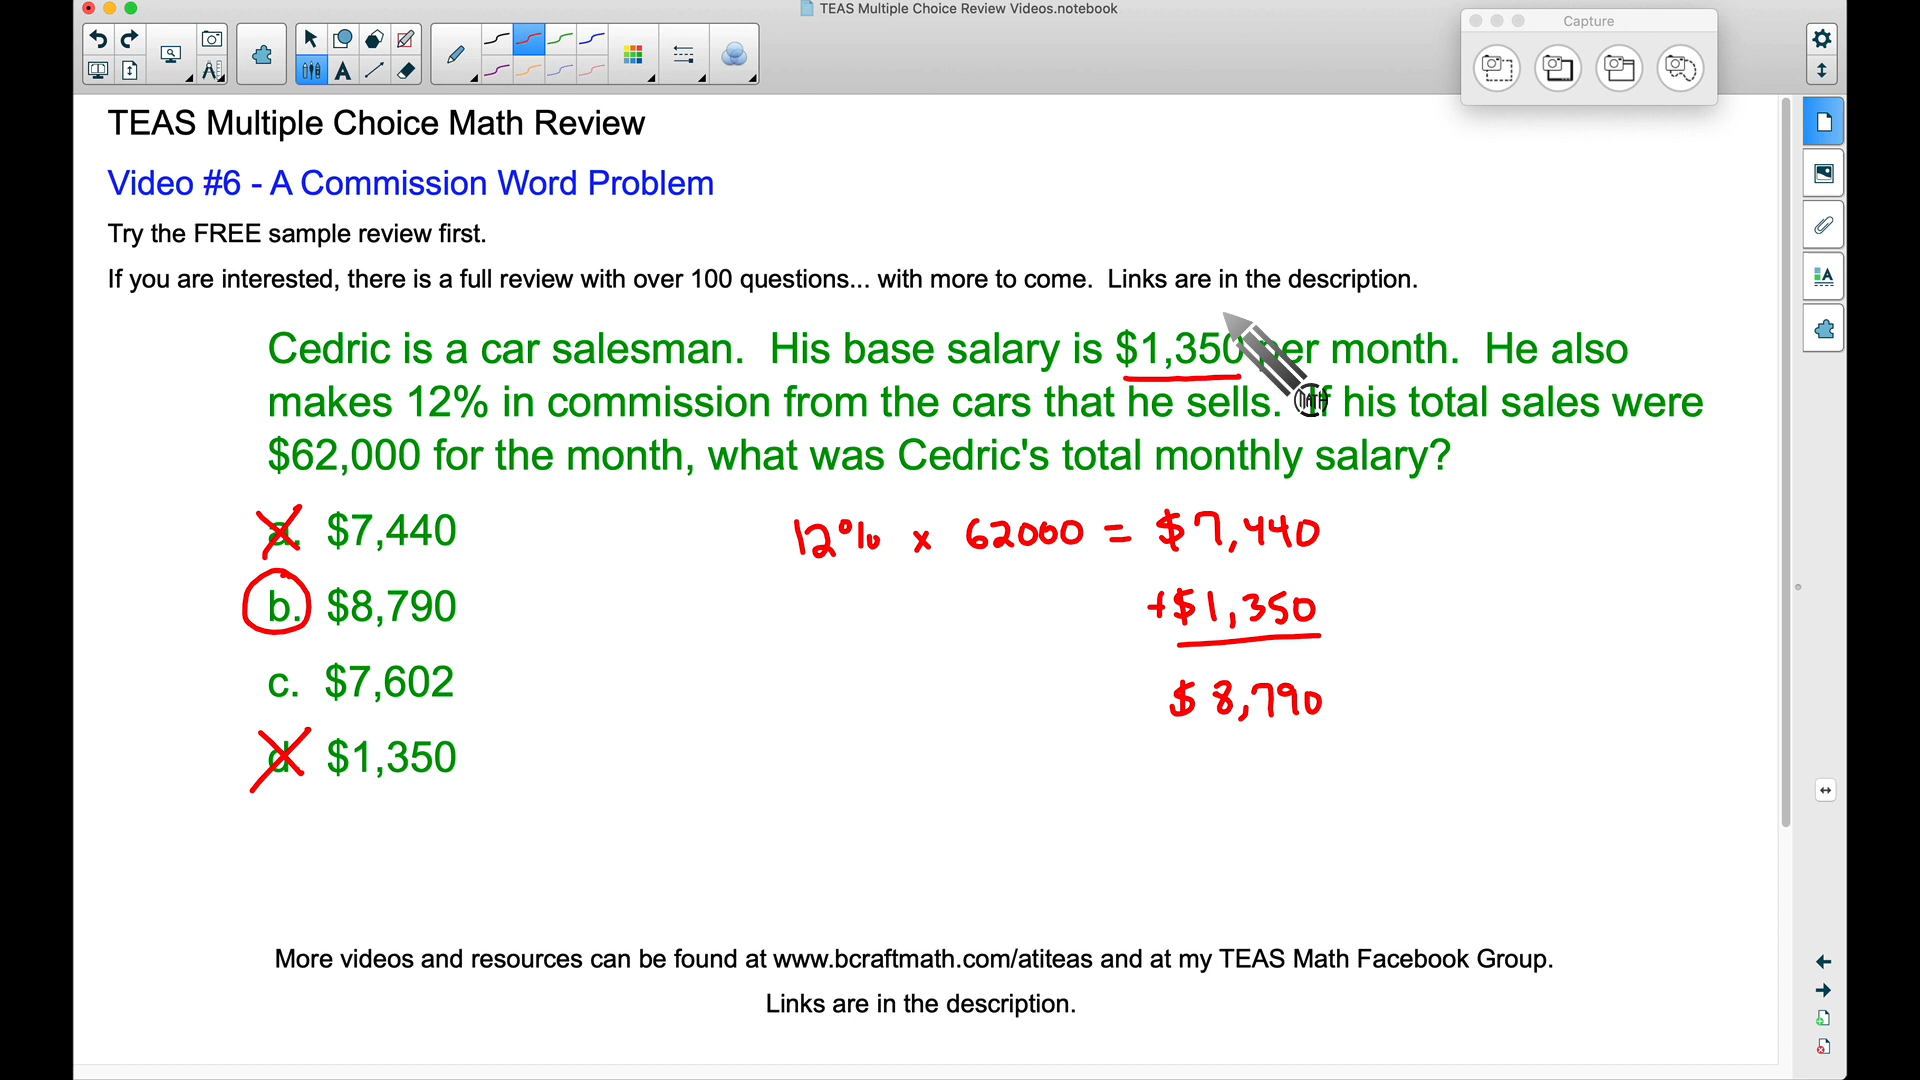 TEAS Multiple Choice Review Videos.notebook
Capture
TEAS Multiple Choice Math Review
Video #6 - A Commission Word Problem
Try the FREE sample review first.
If you are interested, there is a full review with over 100 questions... with more to come.  Links are in the description.
Cedric is a car salesman.  His base salary is $1,350 per month.  He also
makes 12% in commission from the cars that he sells.  If his total sales were
$62,000 for the month, what was Cedric's total monthly salary?
a. $7,440
12% x 62000 = $7,440
b. $8,790
+$1,350
c. $7,602
$8,790
d. $1,350
More videos and resources can be found at www.bcraftmath.com/atiteas and at my TEAS Math Facebook Group.
Links are in the description.